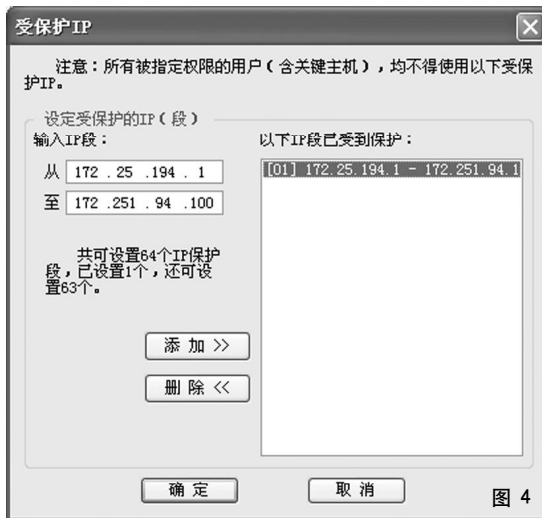 受保护IP
注意：所有被指定权限的用户（含关键主机），均不得使用以下受保
护IP。
设定受保护的IP（段）
输入IP段：
以下IP段已受到保护：
从 172 . 25 .194 . 1
[01] 172.25.194.1 - 172.251.94.1
至 172 .251 . 94 .100
共可设置64个IP保护
段，已设置1个，还可设
置63个。
添 加 >>
删 除 <<
确 定
取 消
图 4